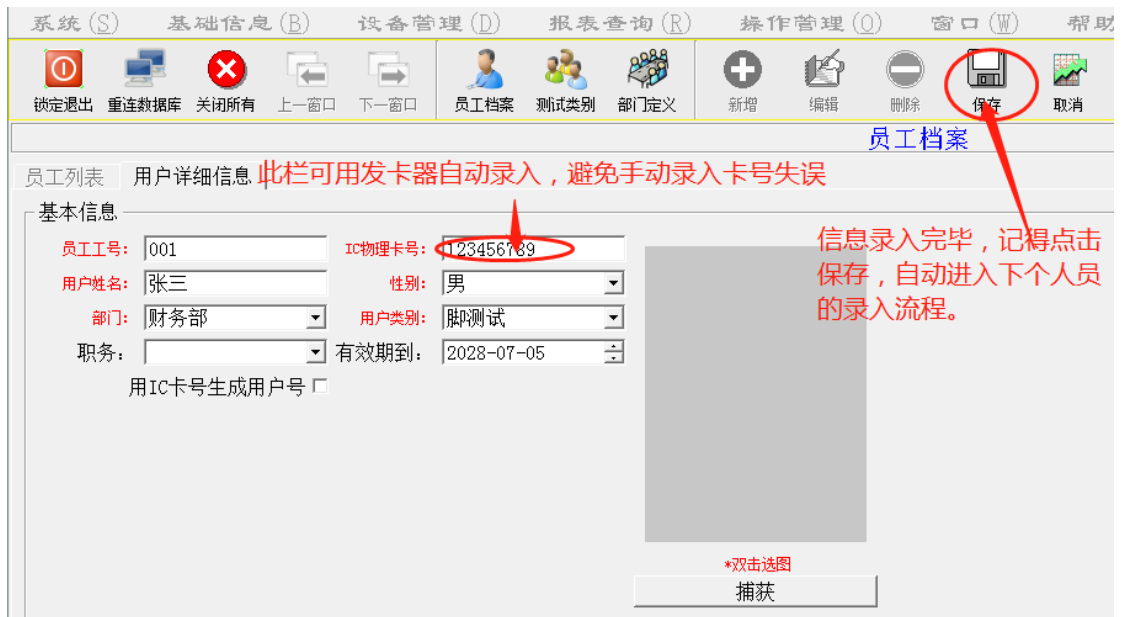 系统(S) 基础信息(B) 设备管理(D) 报表查询(R) 操作管理(O) 窗口(W) 帮助
锁定退出 重连数据库 关闭所有 上一窗口 下一窗口 员工档案 测试类别 部门定义 新增 编辑 删除 保存 取消
员工档案
员工列表 用户详细信息 此栏可用发卡器自动录入，避免手动录入卡号失误
基本信息
员工工号: 001 IC物理卡号: 123456789
用户姓名: 张三 性别: 男
部门: 财务部 用户类别: 脚测试
职务: 有效期到: 2028-07-05
用IC卡号生成用户号
信息录入完毕，记得点击
保存，自动进入下个人员
的录入流程。
*双击选图
捕获